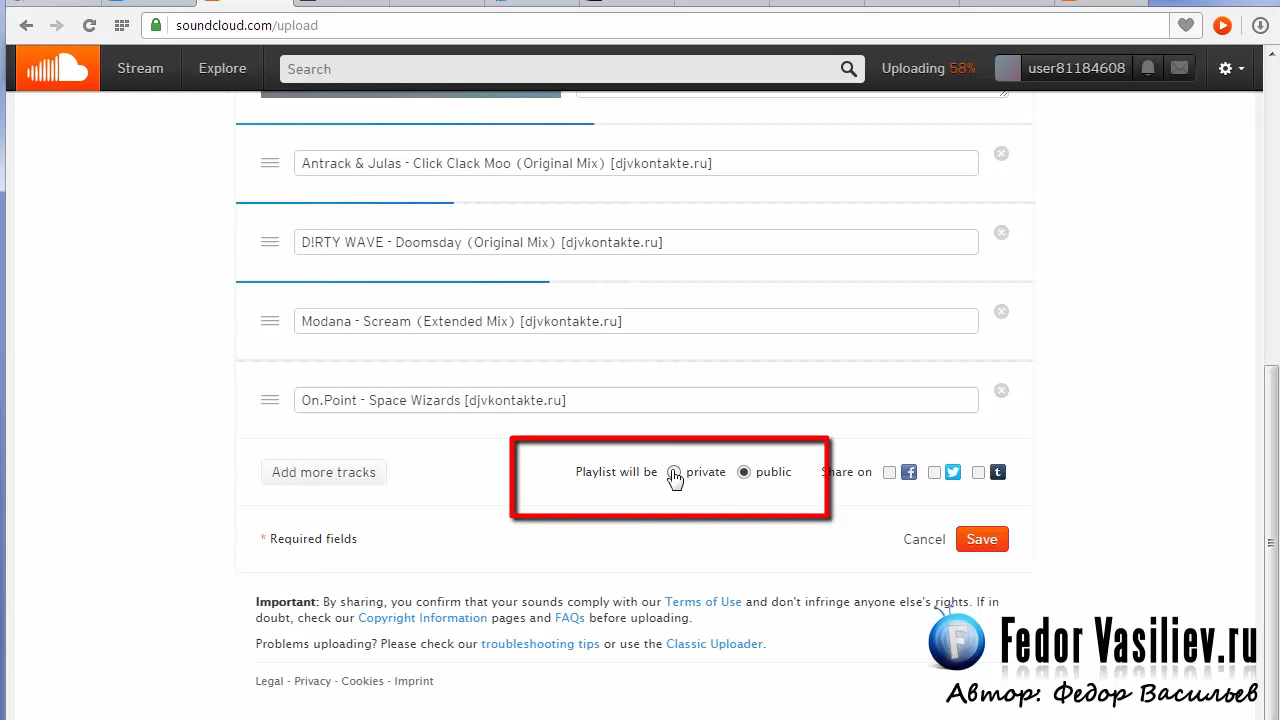 soundcloud.com/upload
Stream
Explore
Search
Uploading 58%
user81184608
Antrack & Julas - Click Clack Moo (Original Mix) [djvkontakte.ru]
D!RTY WAVE - Doomsday (Original Mix) [djvkontakte.ru]
Modana - Scream (Extended Mix) [djvkontakte.ru]
On.Point - Space Wizards [djvkontakte.ru]
Add more tracks
Playlist will be private public Share on
* Required fields
Cancel
Save
Important: By sharing, you confirm that your sounds comply with our Terms of Use and don't infringe anyone else's rights. If in
doubt, check our Copyright Information pages and FAQs before uploading.
Problems uploading? Please check our troubleshooting tips or use the Classic Uploader.
Legal - Privacy - Cookies - Imprint
Fedor Vasiliev.ru
Автор: Федор Васильев